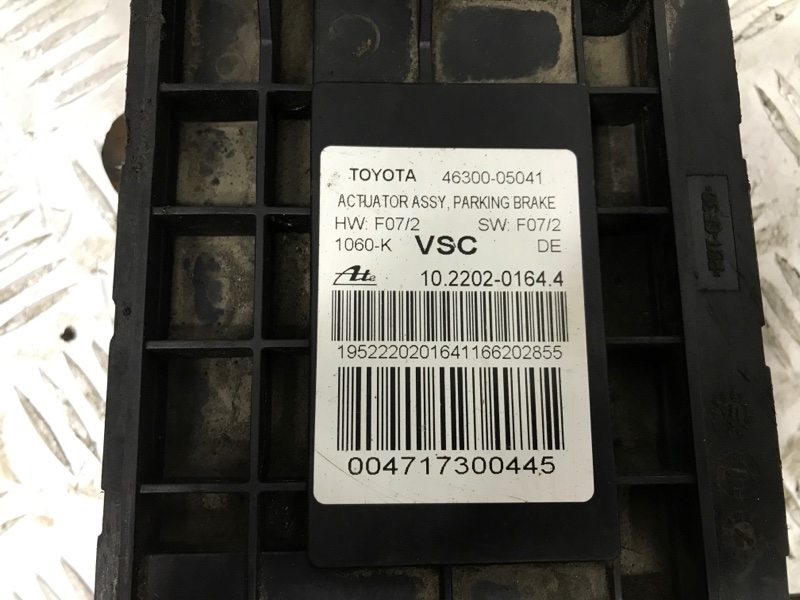 TOYOTA 46300-05041
ACTUATOR ASSY, PARKING BRAKE
HW: F07/2 SW: F07/2
1060-K VSC DE
Ate 10.2202-0164.4
1952220201641166202855
004717300445